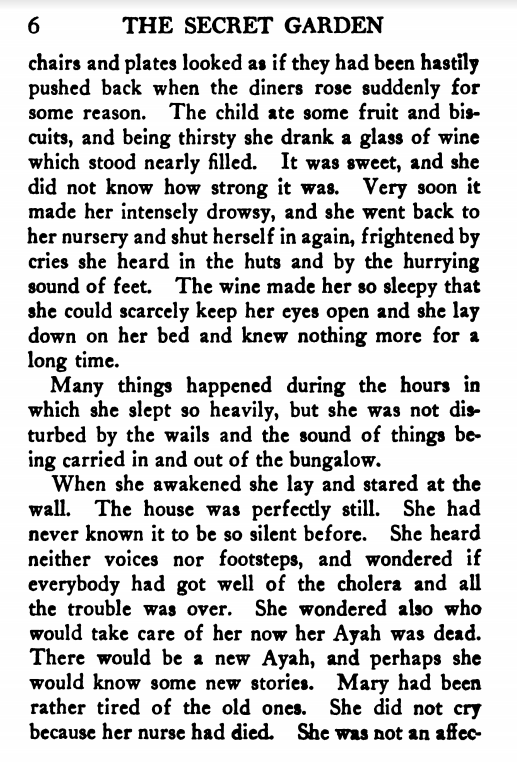 6 THE SECRET GARDEN
chairs and plates looked as if they had been hastily
pushed back when the diners rose suddenly for
some reason. The child ate some fruit and bis-
cuits, and being thirsty she drank a glass of wine
which stood nearly filled. It was sweet, and she
did not know how strong it was. Very soon it
made her intensely drowsy, and she went back to
her nursery and shut herself in again, frightened by
cries she heard in the huts and by the hurrying
sound of feet. The wine made her so sleepy that
she could scarcely keep her eyes open and she lay
down on her bed and knew nothing more for a
long time.
Many things happened during the hours in
which she slept so heavily, but she was not dis-
turbed by the wails and the sound of things be-
ing carried in and out of the bungalow.
When she awakened she lay and stared at the
wall. The house was perfectly still. She had
never known it to be so silent before. She heard
neither voices nor footsteps, and wondered if
everybody had got well of the cholera and all
the trouble was over. She wondered also who
would take care of her now her Ayah was dead.
There would be a new Ayah, and perhaps she
would know some new stories. Mary had been
rather tired of the old ones. She did not cry
because her nurse had died. She was not an affec-